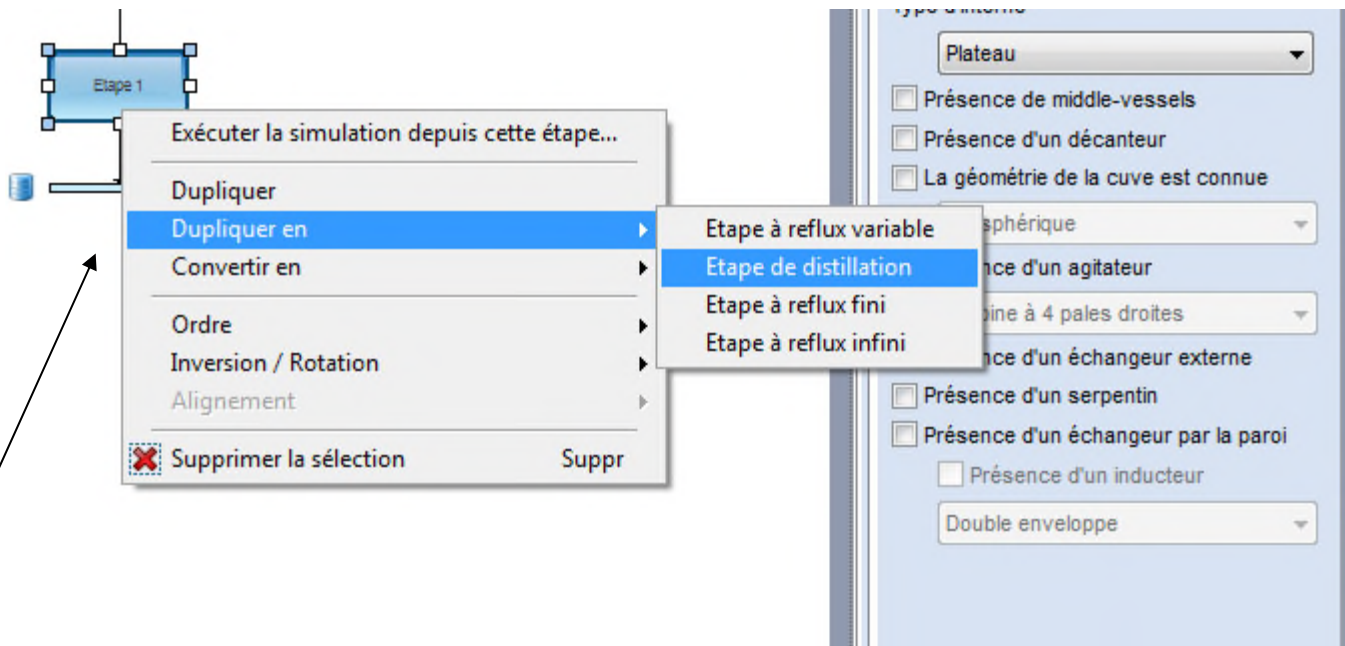 Etape 1
Exécuter la simulation depuis cette étape...
Dupliquer
Dupliquer en
Convertir en
Ordre
Inversion / Rotation
Alignement
Supprimer la sélection Suppr
Etape à reflux variable
Etape de distillation
Etape à reflux fini
Etape à reflux infini
Type d'interne
Plateau
Présence de middle-vessels
Présence d'un décanteur
La géométrie de la cuve est connue
sphérique
d'un agitateur
à 4 pales droites
d'un échangeur externe
Présence d'un serpentin
Présence d'un échangeur par la paroi
Présence d'un inducteur
Double enveloppe